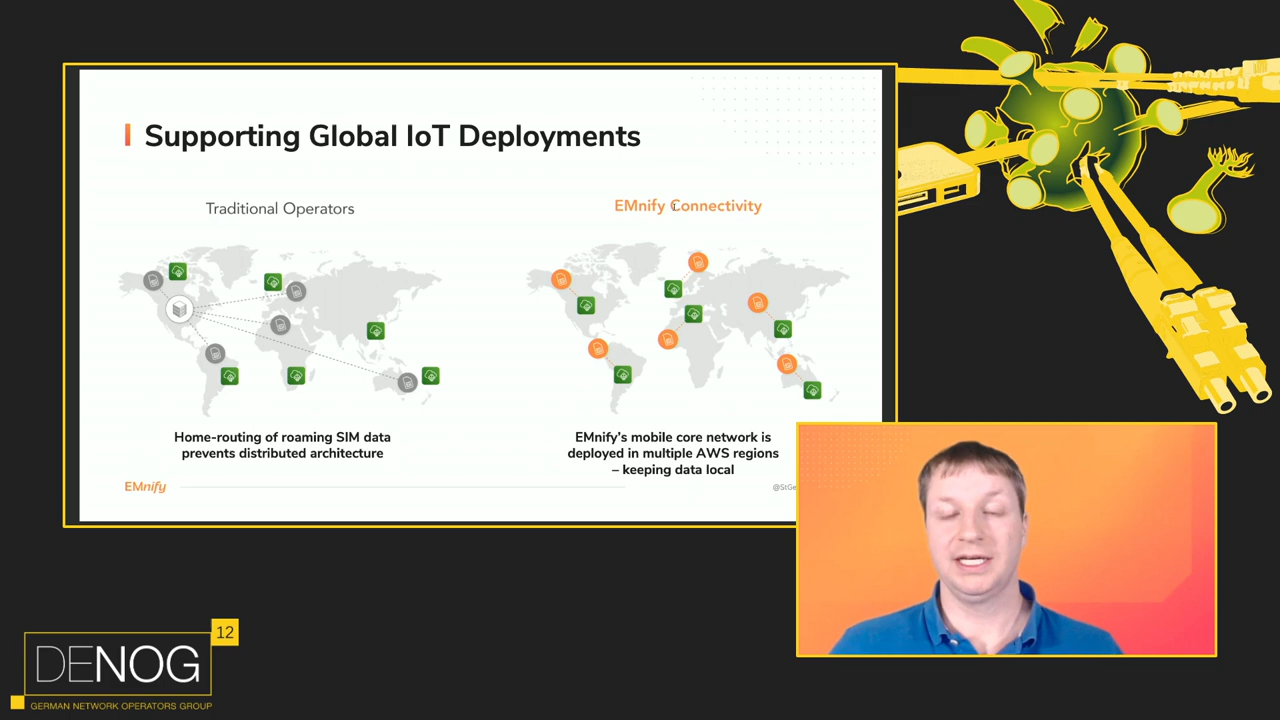 Supporting Global IoT Deployments
Traditional Operators
EMnify Connectivity
Home-routing of roaming SIM data
prevents distributed architecture
EMnify's mobile core network is
deployed in multiple AWS regions
– keeping data local
EMnify
12
DENOG
GERMAN NETWORK OPERATORS GROUP